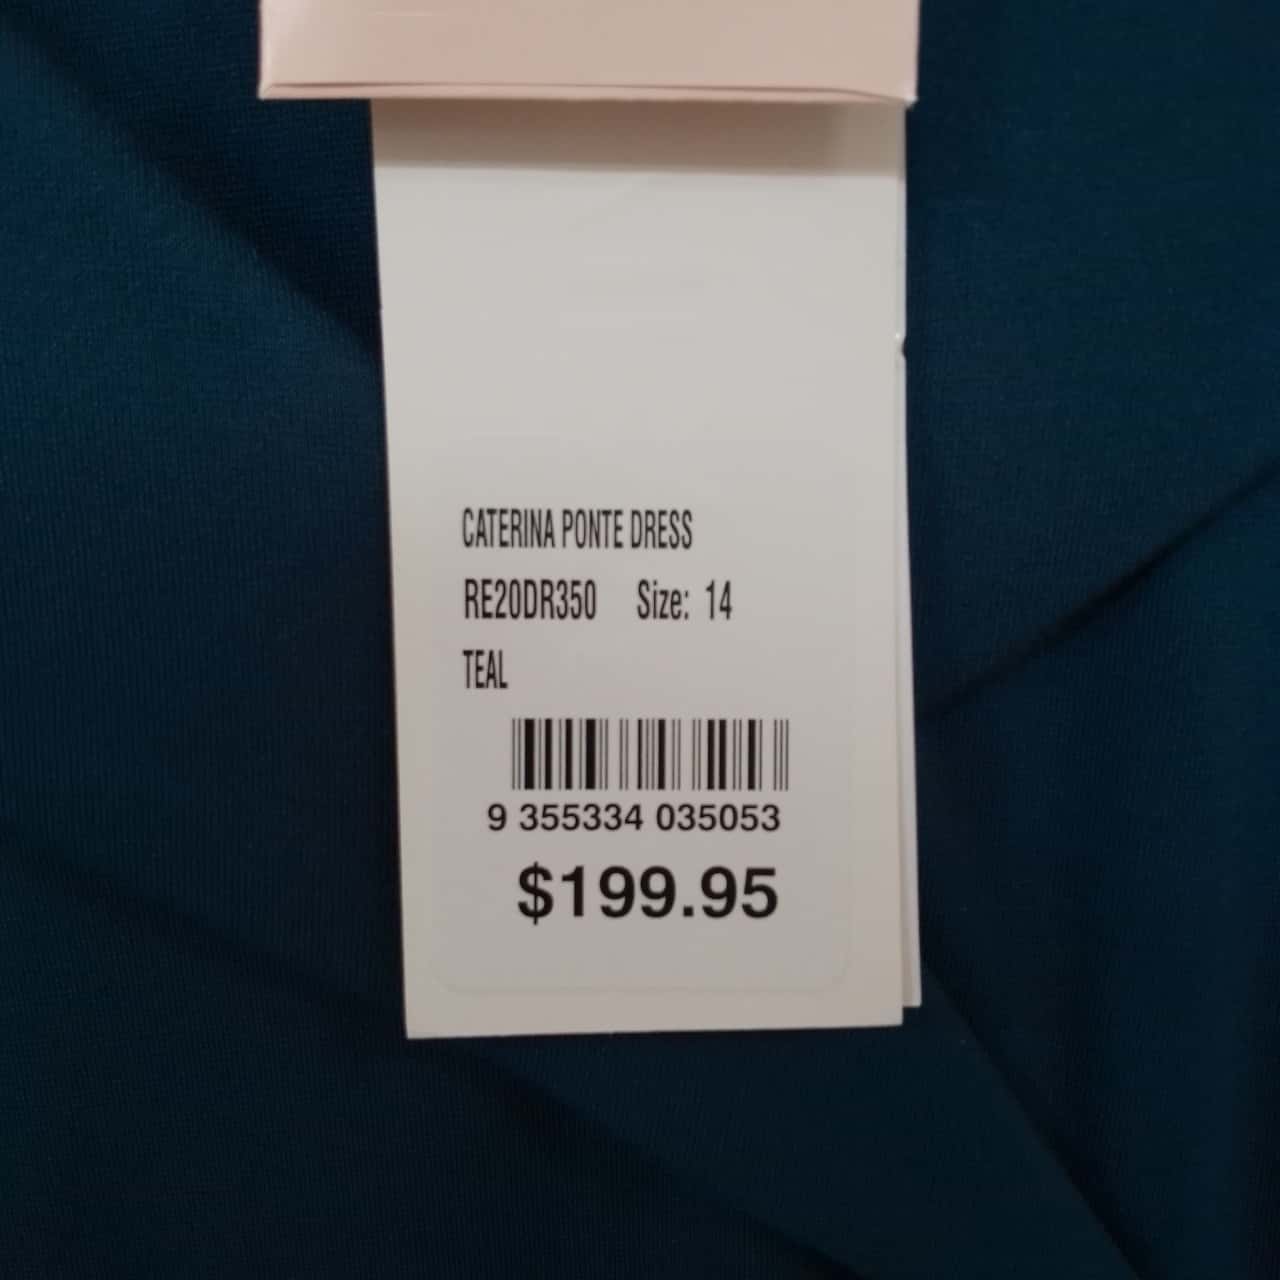 CATERINA PONTE DRESS
RE20DR350 Size: 14
TEAL
9 355334 035053
$199.95